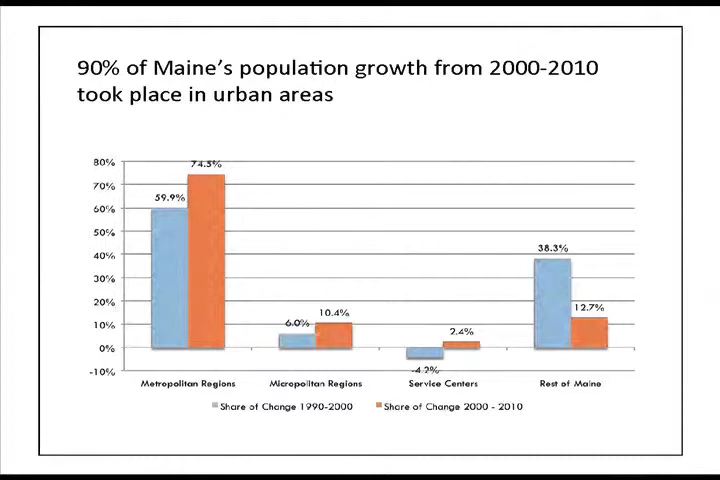 90% of Maine's population growth from 2000-2010
took place in urban areas
80%
70%
60%
50%
40%
30%
20%
10%
0%
-10%
59.9%
74.5%
6.0%
10.4%
-4.2%
2.4%
38.3%
12.7%
Metropolitan Regions
Micropolitan Regions
Service Centers
Rest of Maine
Share of Change 1990-2000
Share of Change 2000 - 2010